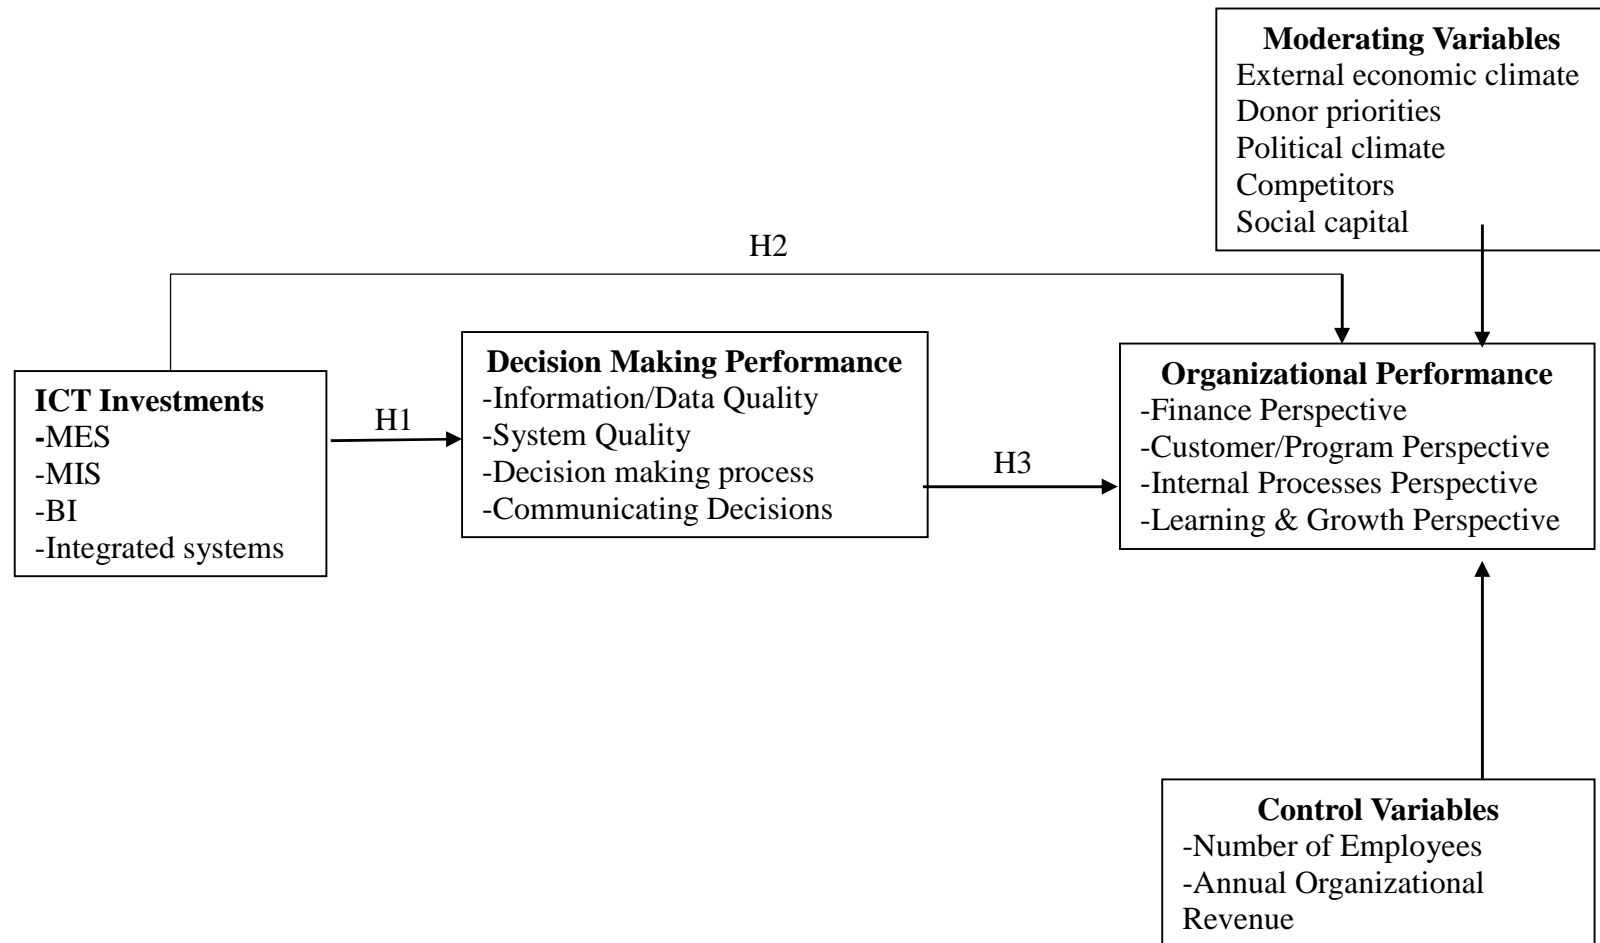 Moderating Variables
External economic climate
Donor priorities
Political climate
Competitors
Social capital
H2
ICT Investments
-MES
-MIS
-BI
-Integrated systems
H1
Decision Making Performance
-Information/Data Quality
-System Quality
-Decision making process
-Communicating Decisions
H3
Organizational Performance
-Finance Perspective
-Customer/Program Perspective
-Internal Processes Perspective
-Learning & Growth Perspective
Control Variables
-Number of Employees
-Annual Organizational
Revenue